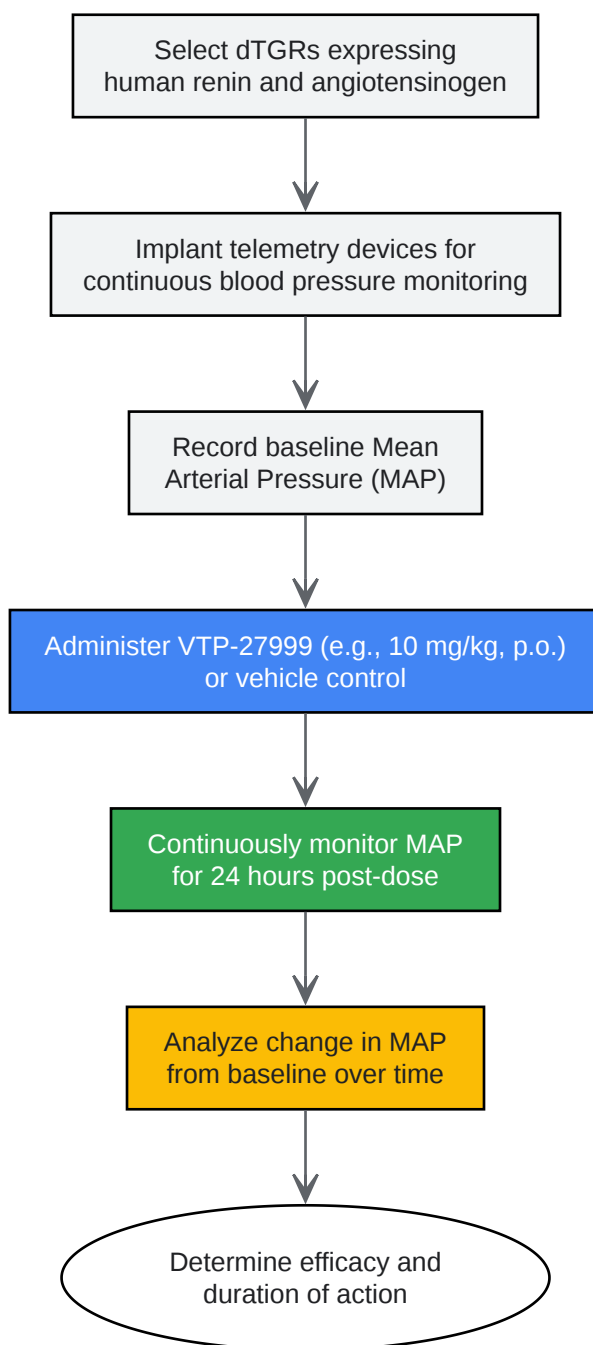 Select dTGRs expressing
human renin and angiotensinogen
Implant telemetry devices for
continuous blood pressure monitoring
Record baseline Mean
Arterial Pressure (MAP)
Administer VTP-27999 (e.g., 10 mg/kg, p.o.)
or vehicle control
Continuously monitor MAP
for 24 hours post-dose
Analyze change in MAP
from baseline over time
Determine efficacy and
duration of action